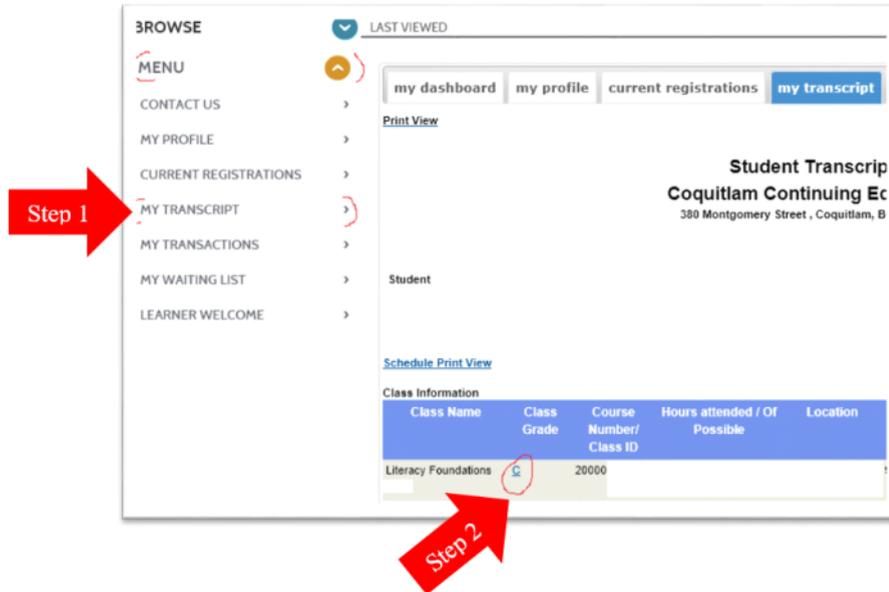 BROWSE
LAST VIEWED
MENU
CONTACT US
MY PROFILE
CURRENT REGISTRATIONS
MY TRANSCRIPT
MY TRANSACTIONS
MY WAITING LIST
LEARNER WELCOME
Step 1
my dashboard my profile current registrations my transcript
Print View
Student Transcrip
Coquitlam Continuing Ec
380 Montgomery Street , Coquitlam, B
Student
Schedule Print View
Class Information
Class Name Class Grade Course Number/ Class ID Hours attended / Of Possible Location
Literacy Foundations C 20000
Step 2